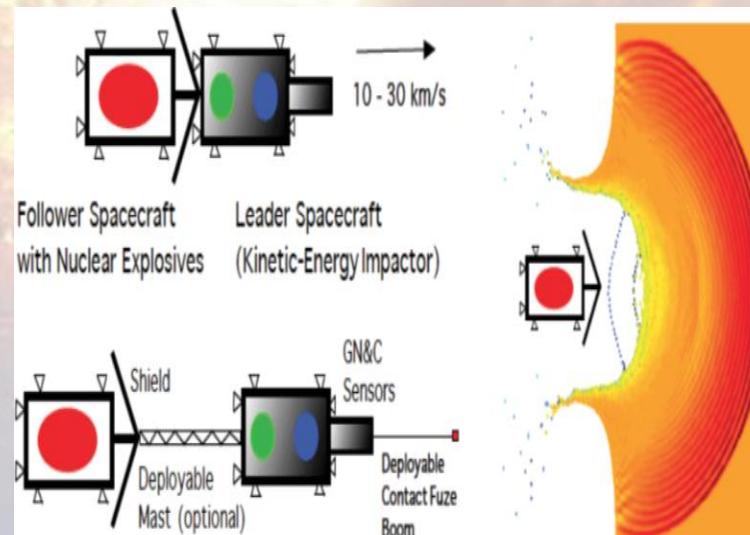 10 - 30 km/s
Follower Spacecraft
with Nuclear Explosives
Leader Spacecraft
(Kinetic-Energy Impactor)
Shield
GN&C
Sensors
Deployable
Mast (optional)
Deployable
Contact Fuze
Boom